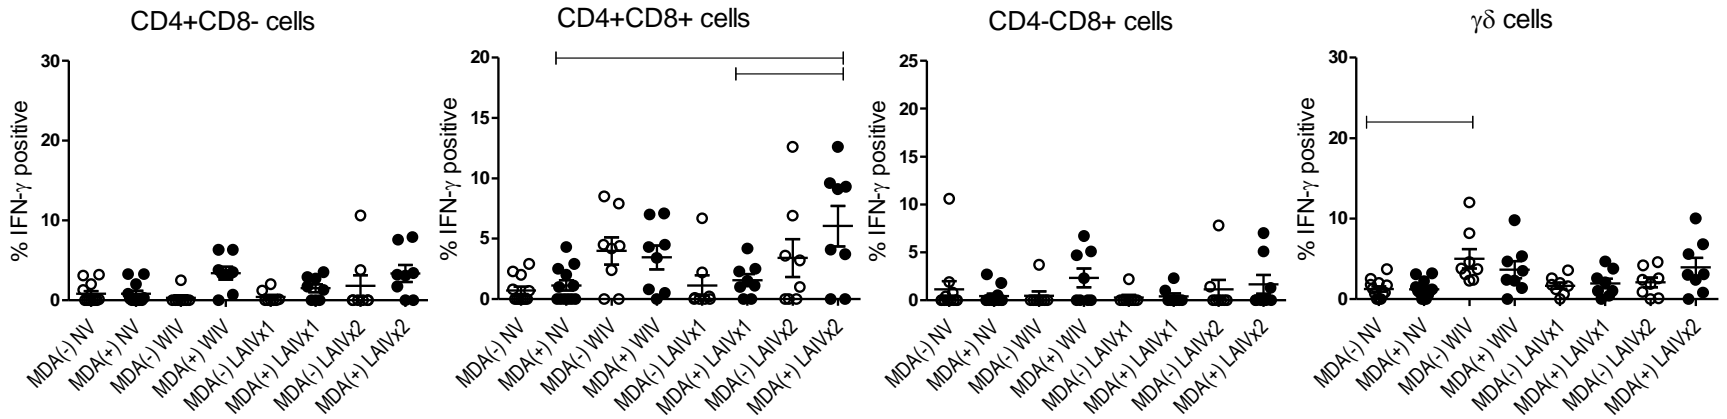 CD4+CD8- cells
% IFN-γ positive
30
20
10
0
MDA(-) NV
MDA(+) NV
MDA(-) WIV
MDA(+) WIV
MDA(-) LAIVx1
MDA(+) LAIVx1
MDA(-) LAIVx2
MDA(+) LAIVx2
CD4+CD8+ cells
% IFN-γ positive
20
15
10
5
0
MDA(-) NV
MDA(+) NV
MDA(-) WIV
MDA(+) WIV
MDA(-) LAIVx1
MDA(+) LAIVx1
MDA(-) LAIVx2
MDA(+) LAIVx2
CD4-CD8+ cells
% IFN-γ positive
25
20
15
10
5
0
MDA(-) NV
MDA(+) NV
MDA(-) WIV
MDA(+) WIV
MDA(-) LAIVx1
MDA(+) LAIVx1
MDA(-) LAIVx2
MDA(+) LAIVx2
γδ cells
% IFN-γ positive
30
20
10
0
MDA(-) NV
MDA(+) NV
MDA(-) WIV
MDA(+) WIV
MDA(-) LAIVx1
MDA(+) LAIVx1
MDA(-) LAIVx2
MDA(+) LAIVx2